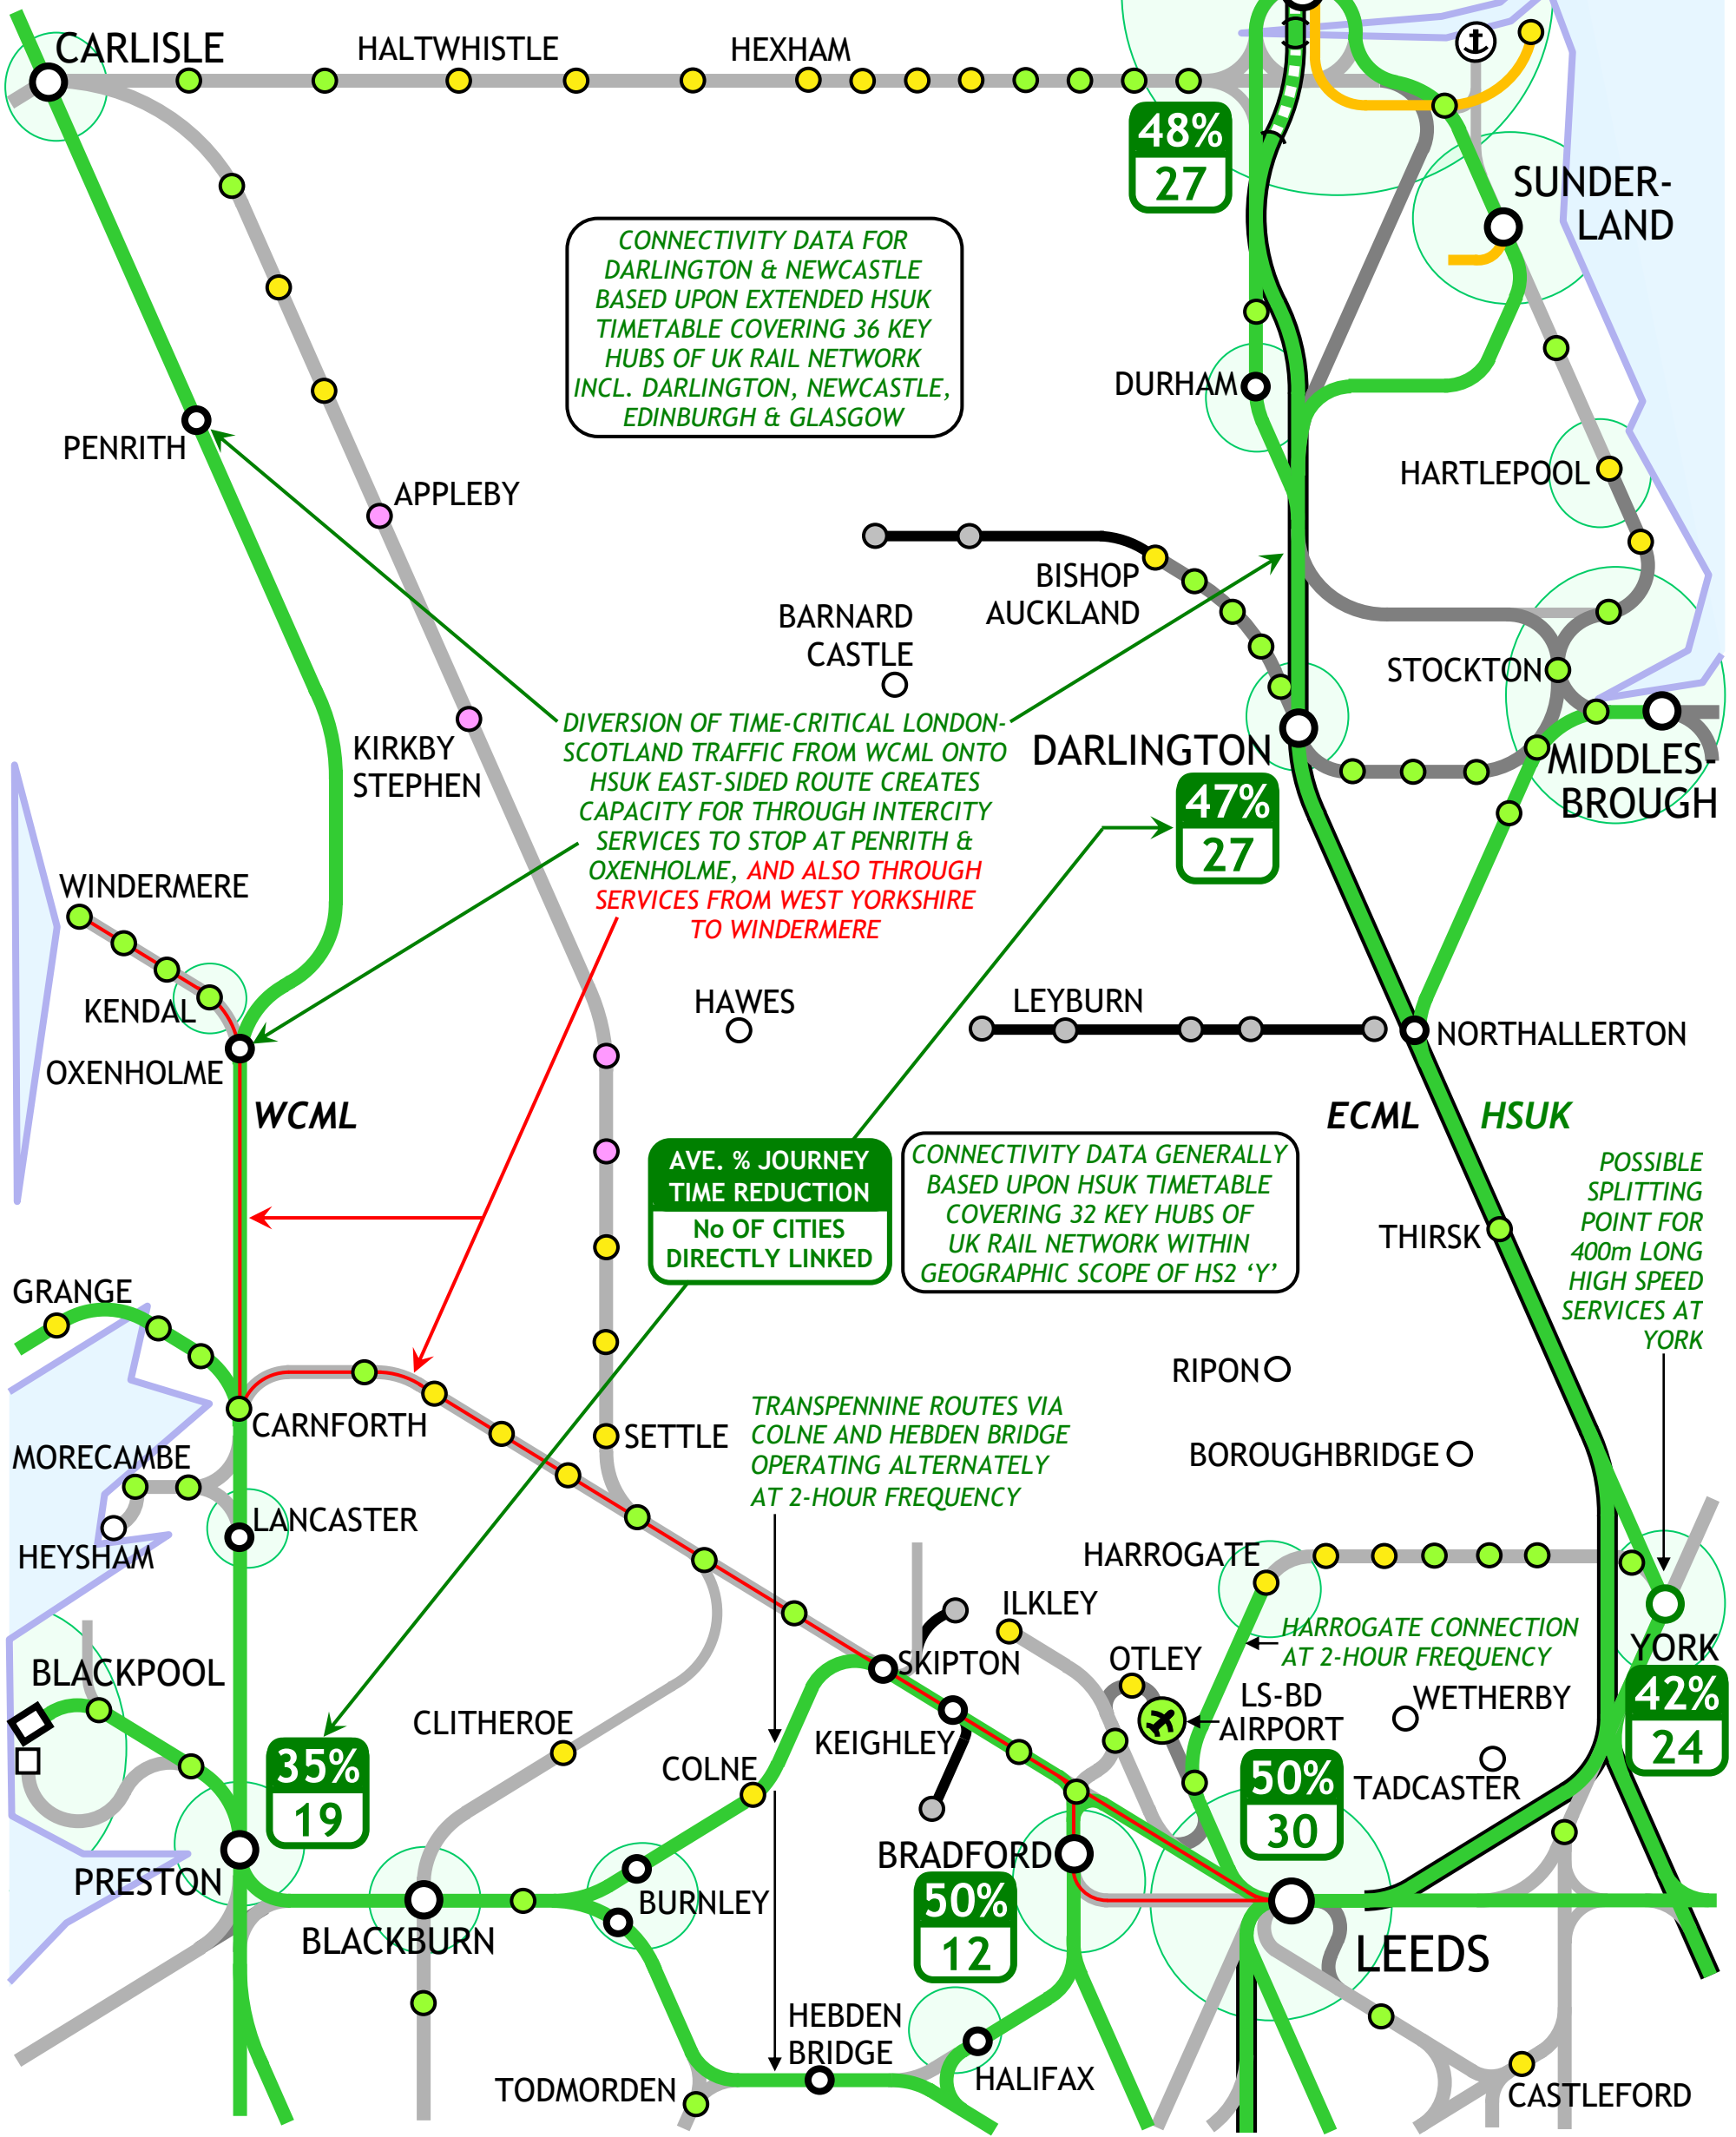 CARLISLE
HALTWHISTLE
HEXHAM
48%
27
SUNDER-
LAND
CONNECTIVITY DATA FOR
DARLINGTON & NEWCASTLE
BASED UPON EXTENDED HSUK
TIMETABLE COVERING 36 KEY
HUBS OF UK RAIL NETWORK
INCL. DARLINGTON, NEWCASTLE,
EDINBURGH & GLASGOW
DURHAM
PENRITH
HARTLEPOOL
APPLEBY
BISHOP
AUCKLAND
BARNARD
CASTLE
STOCKTON
KIRKBY
STEPHEN
DIVERSION OF TIME-CRITICAL LONDON-
SCOTLAND TRAFFIC FROM WCML ONTO
HSUK EAST-SIDED ROUTE CREATES
CAPACITY FOR THROUGH INTERCITY
SERVICES TO STOP AT PENRITH &
OXENHOLME, AND ALSO THROUGH
SERVICES FROM WEST YORKSHIRE
TO WINDERMERE
DARLINGTON
47%
27
MIDDLES-
BROUGH
WINDERMERE
KENDAL
OXENHOLME
HAWES
LEYBURN
NORTHALLERTON
WCML
ECML
HSUK
AVE. % JOURNEY
TIME REDUCTION
No OF CITIES
DIRECTLY LINKED
CONNECTIVITY DATA GENERALLY
BASED UPON HSUK TIMETABLE
COVERING 32 KEY HUBS OF
UK RAIL NETWORK WITHIN
GEOGRAPHIC SCOPE OF HS2 ‘Y’
POSSIBLE
SPLITTING
POINT FOR
400m LONG
HIGH SPEED
SERVICES AT
YORK
THIRSK
GRANGE
RIPON
CARNFORTH
SETTLE
TRANSPENNINE ROUTES VIA
COLNE AND HEBDEN BRIDGE
OPERATING ALTERNATELY
AT 2-HOUR FREQUENCY
BOROUGHBRIDGE
MORECAMBE
LANCASTER
HEYSHAM
HARROGATE
ILKLEY
HARROGATE CONNECTION
AT 2-HOUR FREQUENCY
YORK
42%
24
BLACKPOOL
SKIPTON
OTLEY
LS-BD
AIRPORT
WETHERBY
CLITHEROE
KEIGHLEY
COLNE
TADCASTER
35%
19
50%
30
PRESTON
BRADFORD
50%
12
BURNLEY
BLACKBURN
LEEDS
HEBDEN
BRIDGE
HALIFAX
TODMORDEN
CASTLEFORD